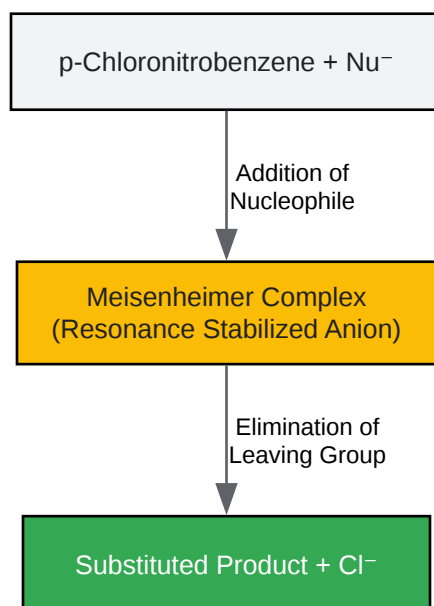 p-Chloronitrobenzene + Nu⁻
Addition of
Nucleophile
Meisenheimer Complex
(Resonance Stabilized Anion)
Elimination of
Leaving Group
Substituted Product + Cl⁻